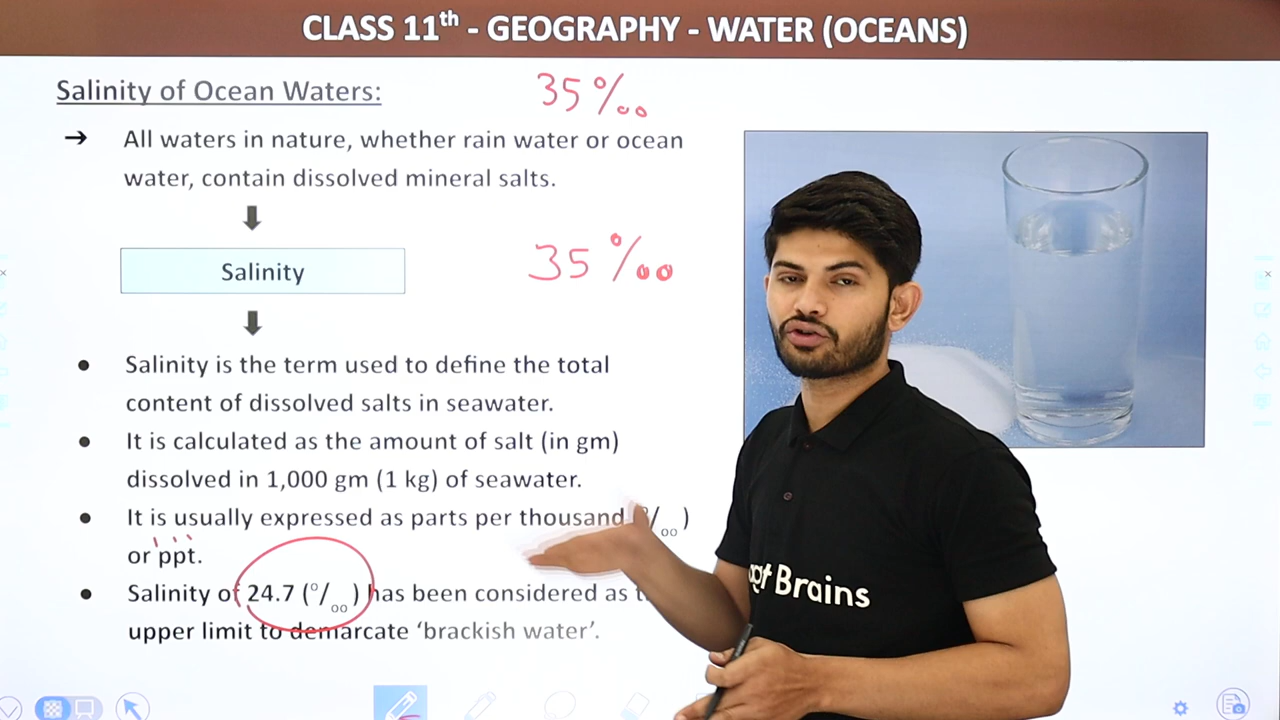 CLASS 11th - GEOGRAPHY - WATER (OCEANS)
Salinity of Ocean Waters:
35 %00
➔ All waters in nature, whether rain water or ocean
water, contain dissolved mineral salts.
Salinity
35 %00
● Salinity is the term used to define the total
content of dissolved salts in seawater.
● It is calculated as the amount of salt (in gm)
dissolved in 1,000 gm (1 kg) of seawater.
● It is usually expressed as parts per thousand /oo)
or ppt.
● Salinity of 24.7 (o/oo) has been considered as
upper limit to demarcate ‘brackish water’.
Brains